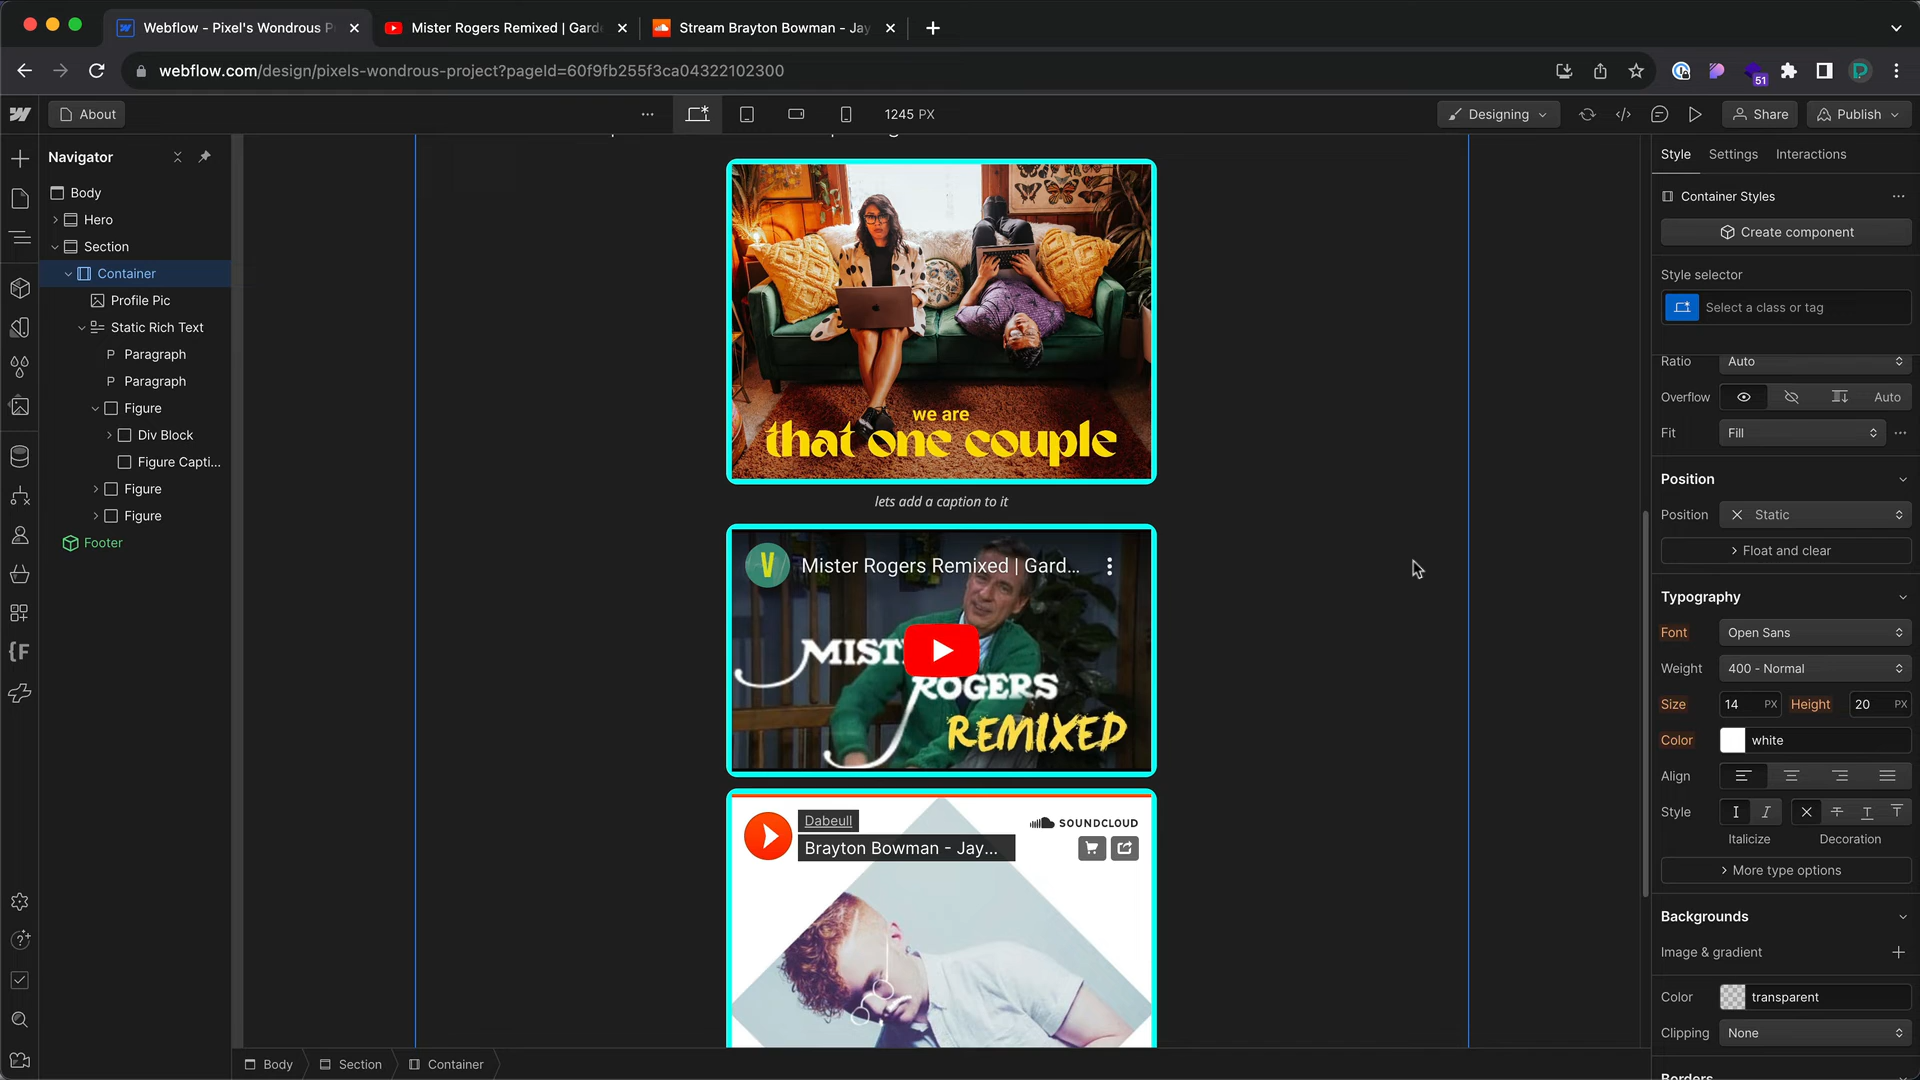 Webflow - Pixel's Wondrous P
Mister Rogers Remixed | Gard
Stream Brayton Bowman - Jay
webflow.com/design/pixels-wondrous-project?pageId=60f9fb255f3ca04322102300
51
About
1245 PX
Designing
Share
Publish
Navigator
Body
Hero
Section
Container
Profile Pic
Static Rich Text
P Paragraph
P Paragraph
Figure
Div Block
Figure Capti...
Figure
Figure
Footer
we are
that one couple
lets add a caption to it
V
Mister Rogers Remixed | Gard...
ROGERS
REMIXED
Dabeull
SOUNDCLOUD
Brayton Bowman - Jay...
Body
Section
Container
Style
Settings
Interactions
Container Styles
Create component
Style selector
Select a class or tag
Ratio
Auto
Overflow
Auto
Fit
Fill
Position
Position
Static
Float and clear
Typography
Font
Open Sans
Weight
400 - Normal
Size
14 PX
Height
20 PX
Color
white
Align
Style
Italicize
Decoration
More type options
Backgrounds
Image & gradient
Color
transparent
Clipping
None
Borders